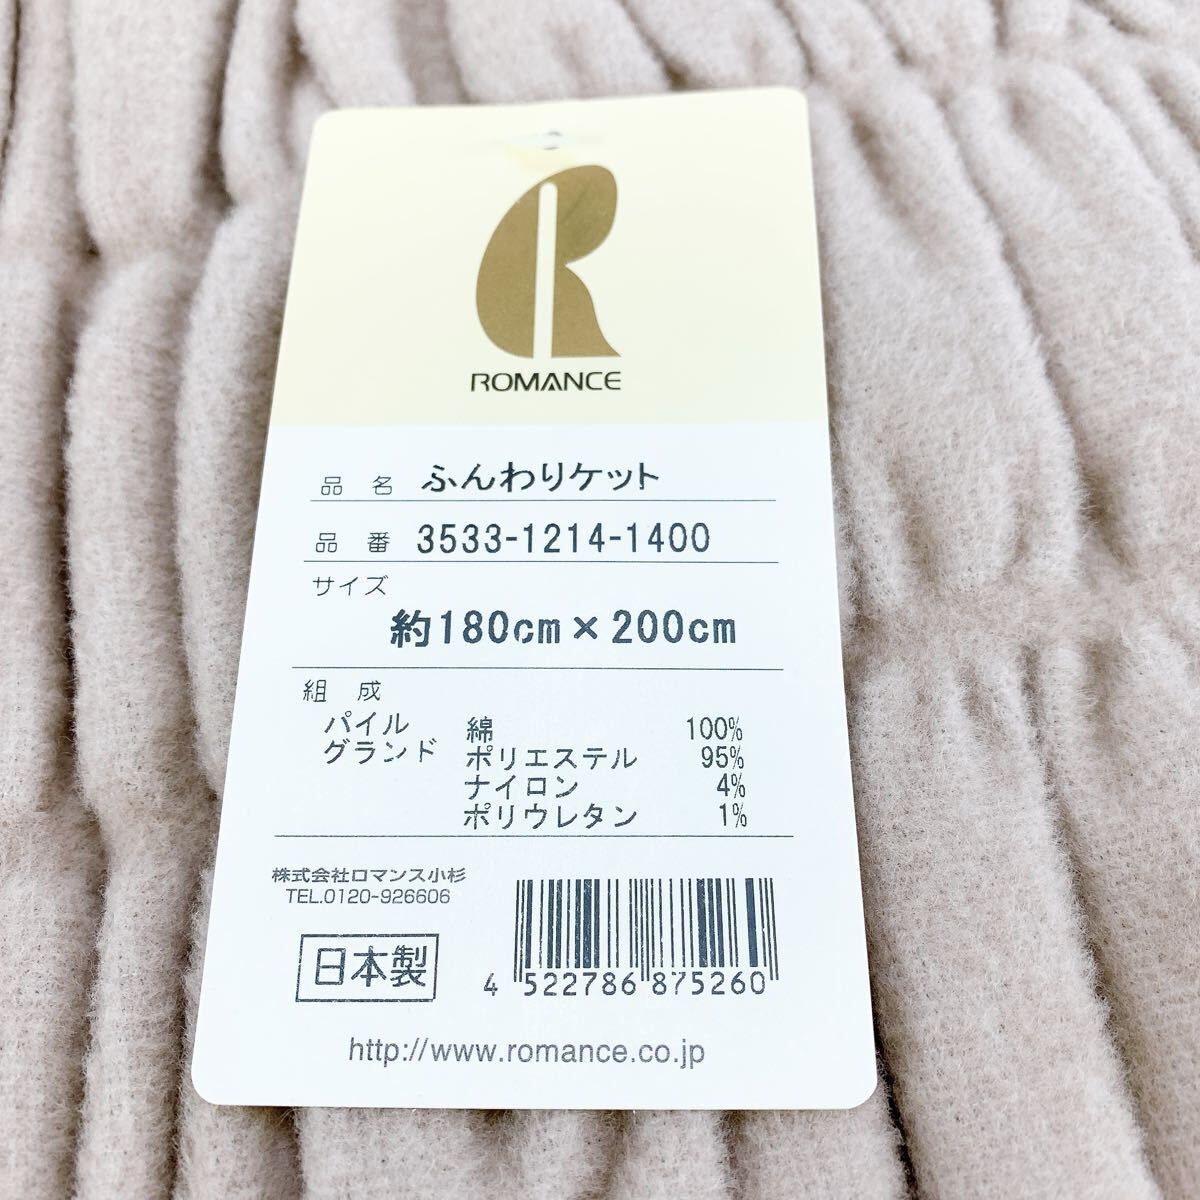 ROMANCE
品 名 ふんわりケット
品 番 3533-1214-1400
サイズ
約180cm×200cm
組 成
パイル 綿 100%
グランド ポリエステル 95%
ナイロン 4%
ポリウレタン 1%
株式会社ロマンス小杉
TEL.0120-926606
日本製
4 522786 875260
http://www.romance.co.jp